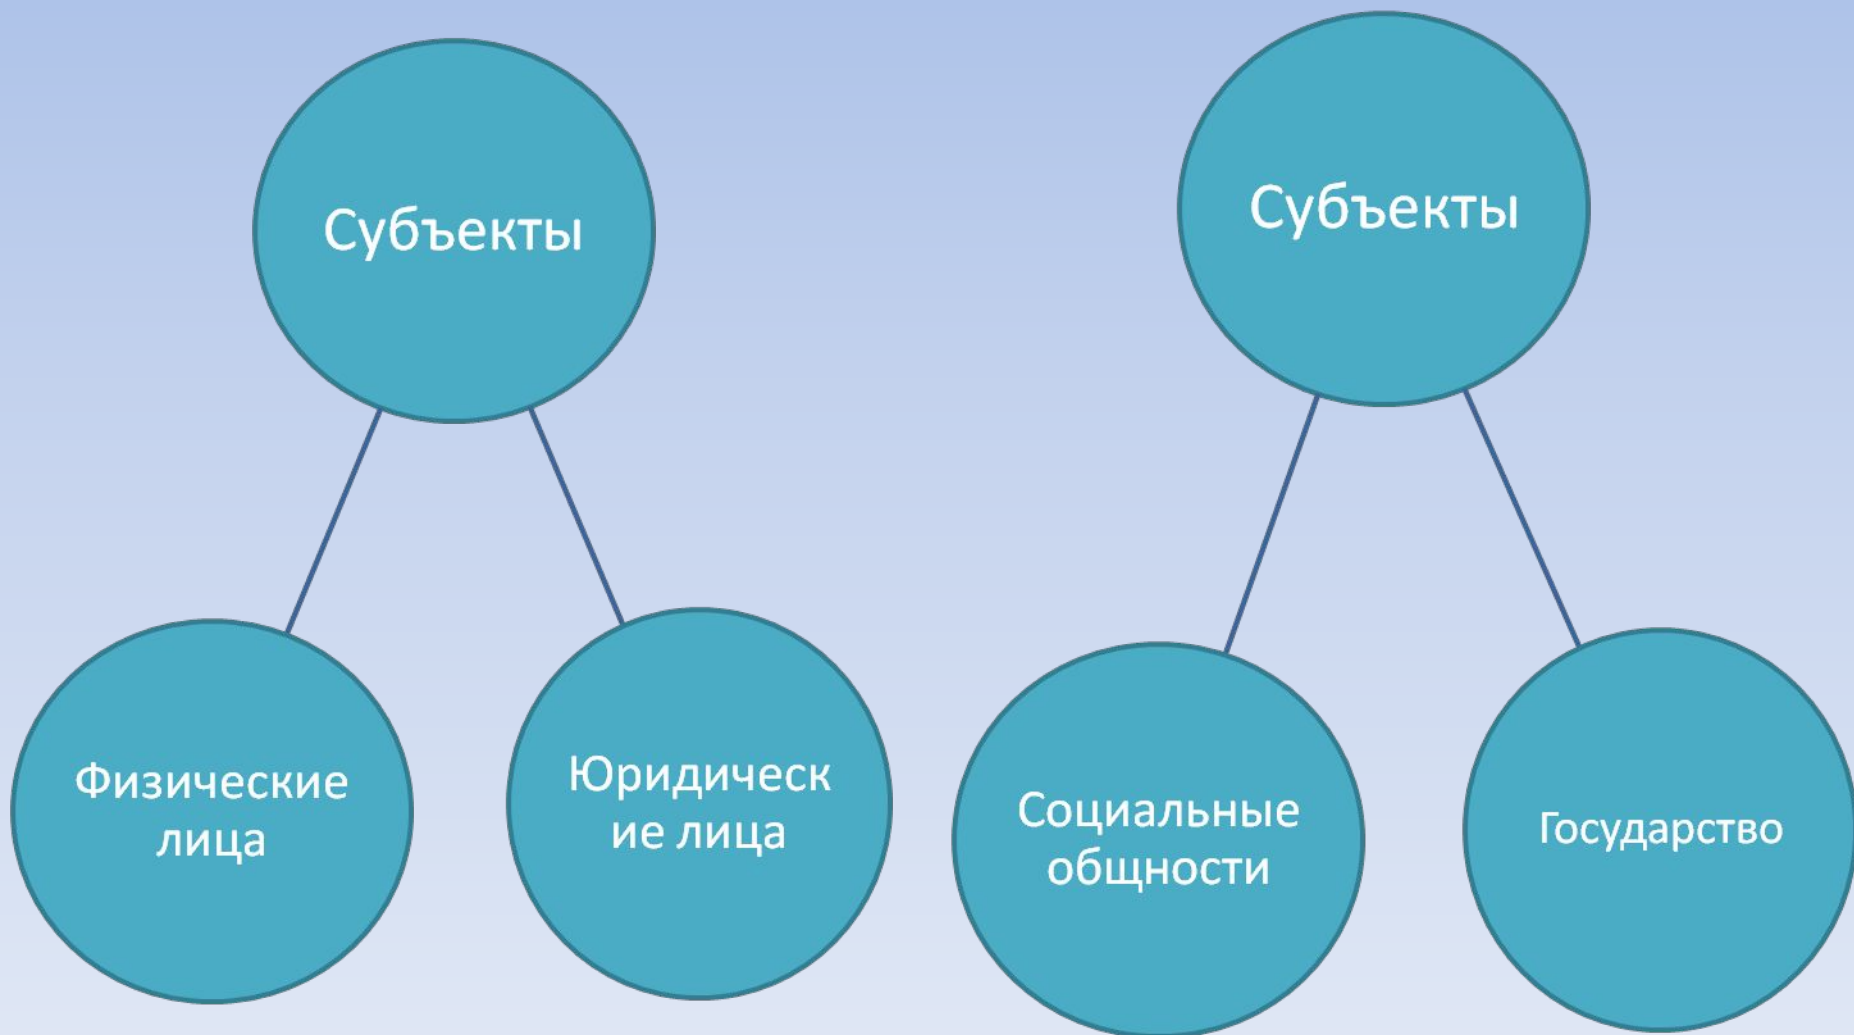 Субъекты
Субъекты
Физические
лица
Юридическ
ие лица
Социальные
общности
Государство